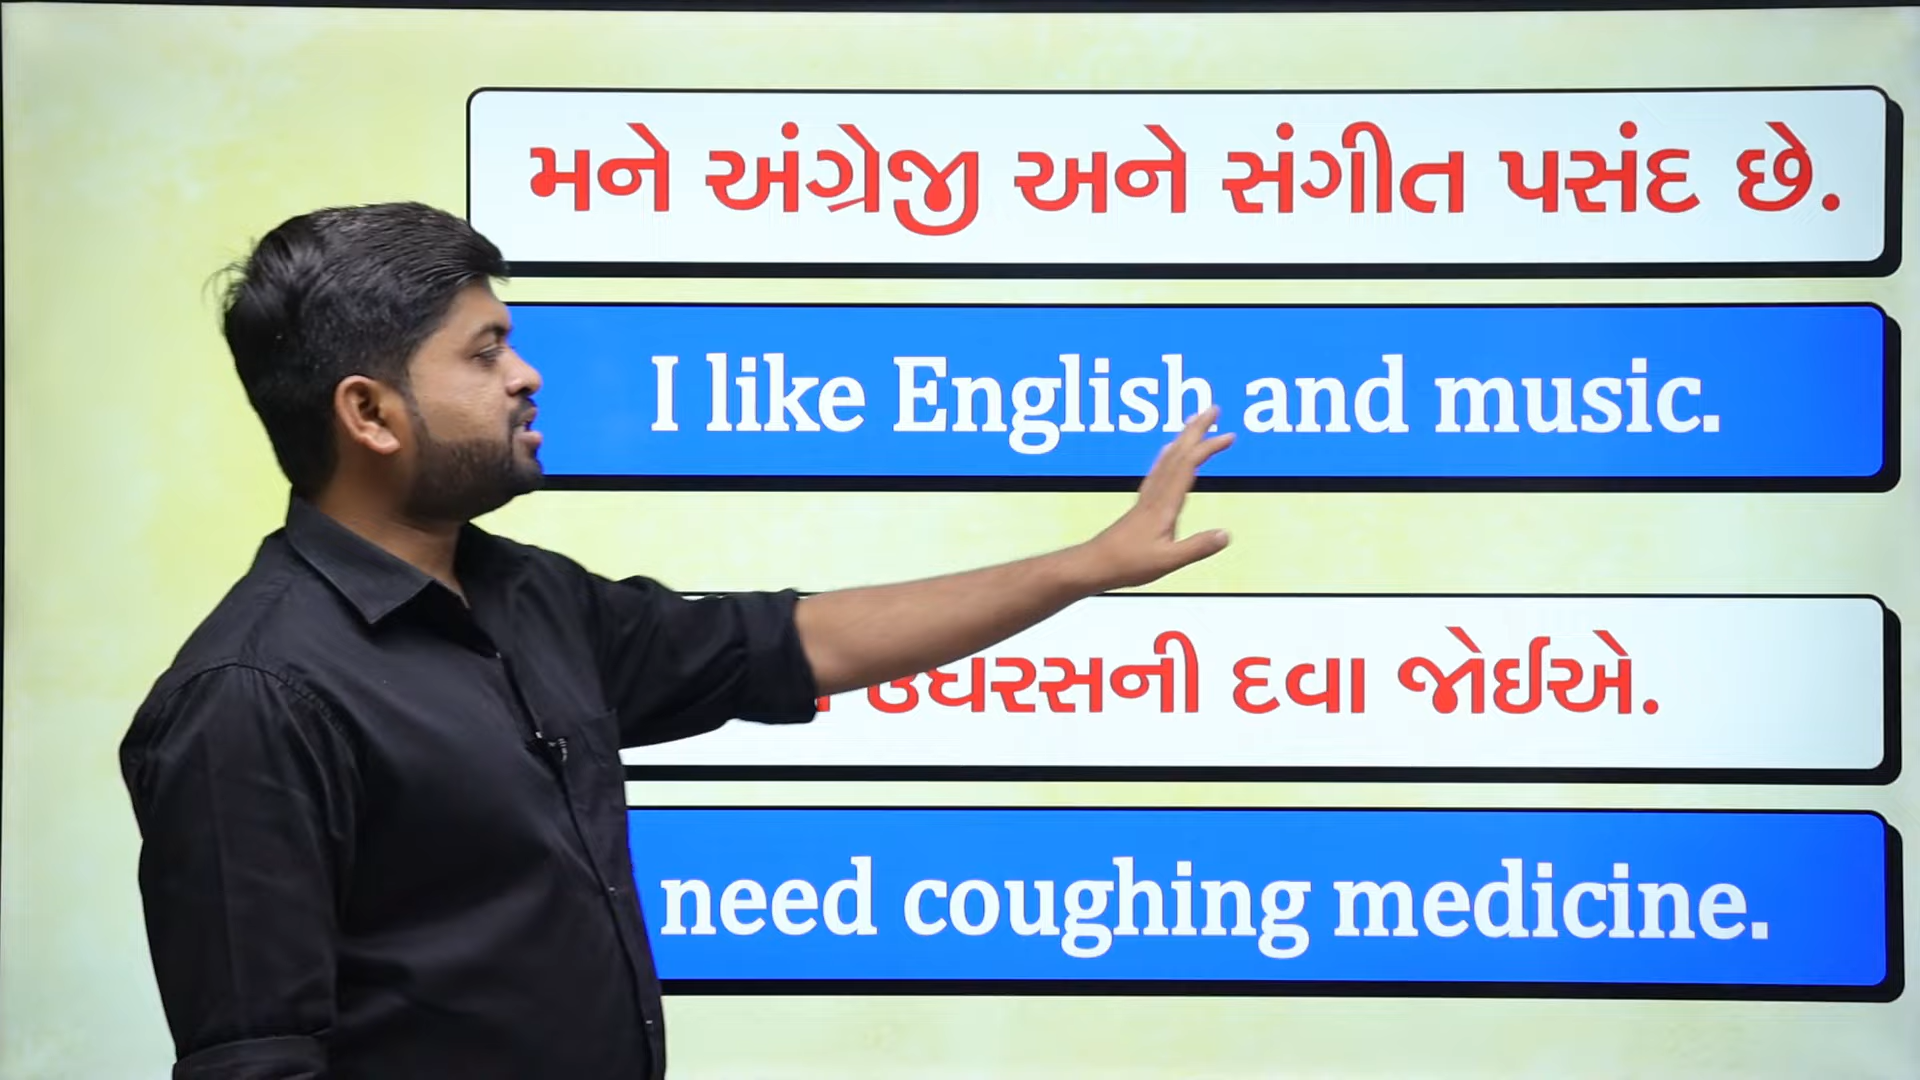 મને અંગ્રેજી અને સંગીત પસંદ છે.
I like English and music.
ઉધરસની દવા જોઈએ.
need coughing medicine.